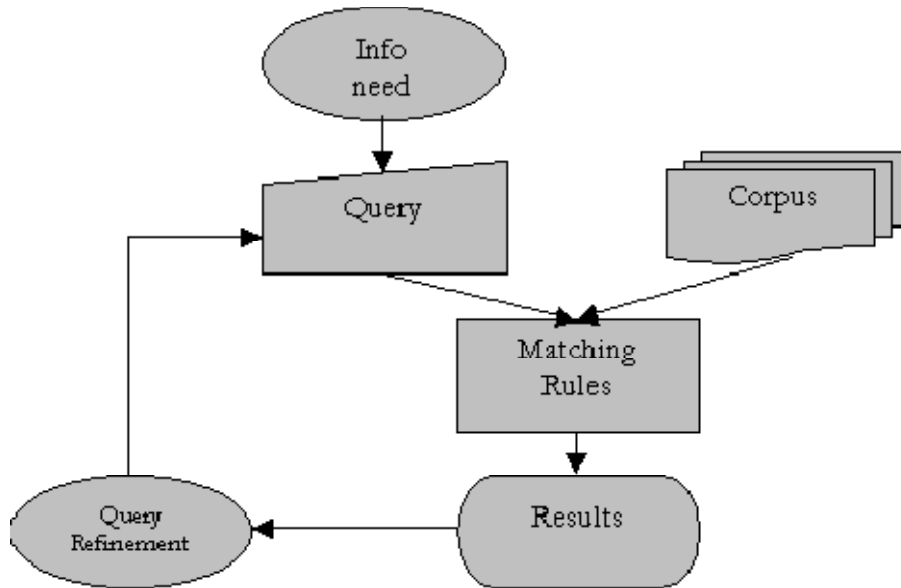 Info
need
Query
Corpus
Matching
Rules
Results
Query
Refinement